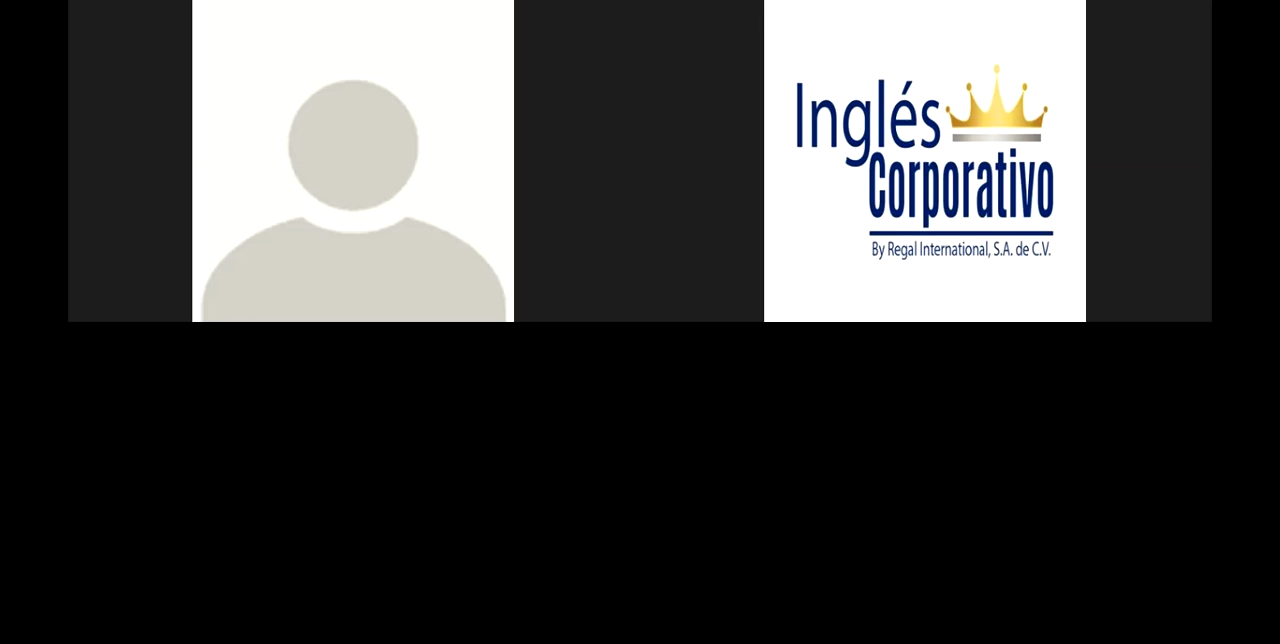 Inglés
Corporativo
By Regal International, S.A. de C.V.